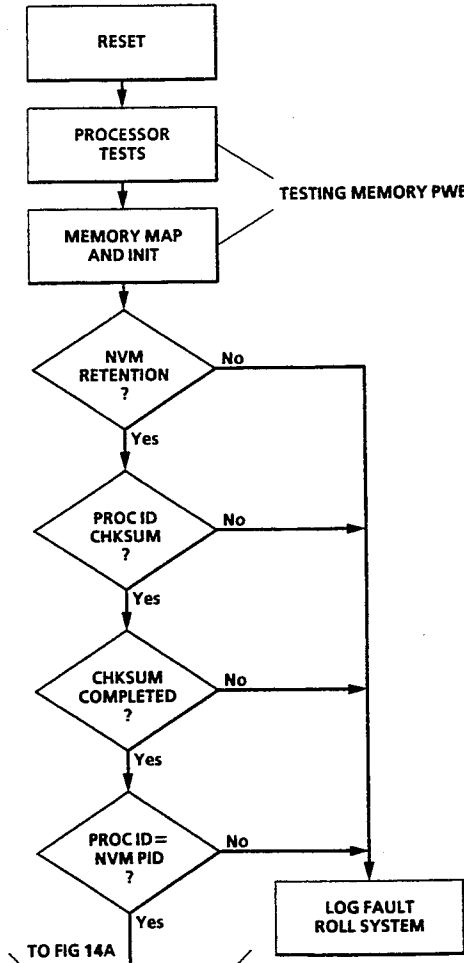 RESET
PROCESSOR
TESTS
TESTING MEMORY PWB
MEMORY MAP
AND INIT
NVM
RETENTION
?
No
Yes
PROC ID
CHKSUM
?
No
Yes
CHKSUM
COMPLETED
?
No
Yes
PROC ID =
NVM PID
?
No
Yes
LOG FAULT
ROLL SYSTEM
TO FIG 14A